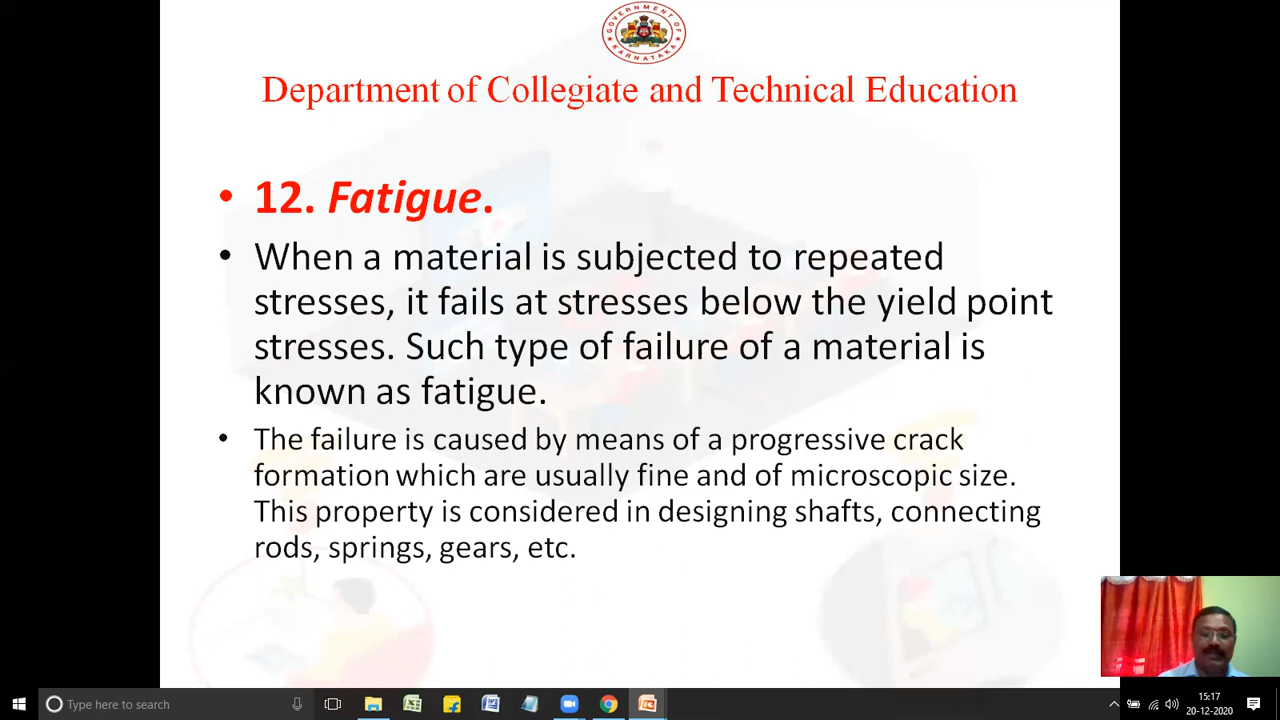 GOVERNMENT OF
KARNATAKA
Department of Collegiate and Technical Education
• 12. Fatigue.
• When a material is subjected to repeated
stresses, it fails at stresses below the yield point
stresses. Such type of failure of a material is
known as fatigue.
• The failure is caused by means of a progressive crack
formation which are usually fine and of microscopic size.
This property is considered in designing shafts, connecting
rods, springs, gears, etc.
Type here to search
15:17
20-12-2020